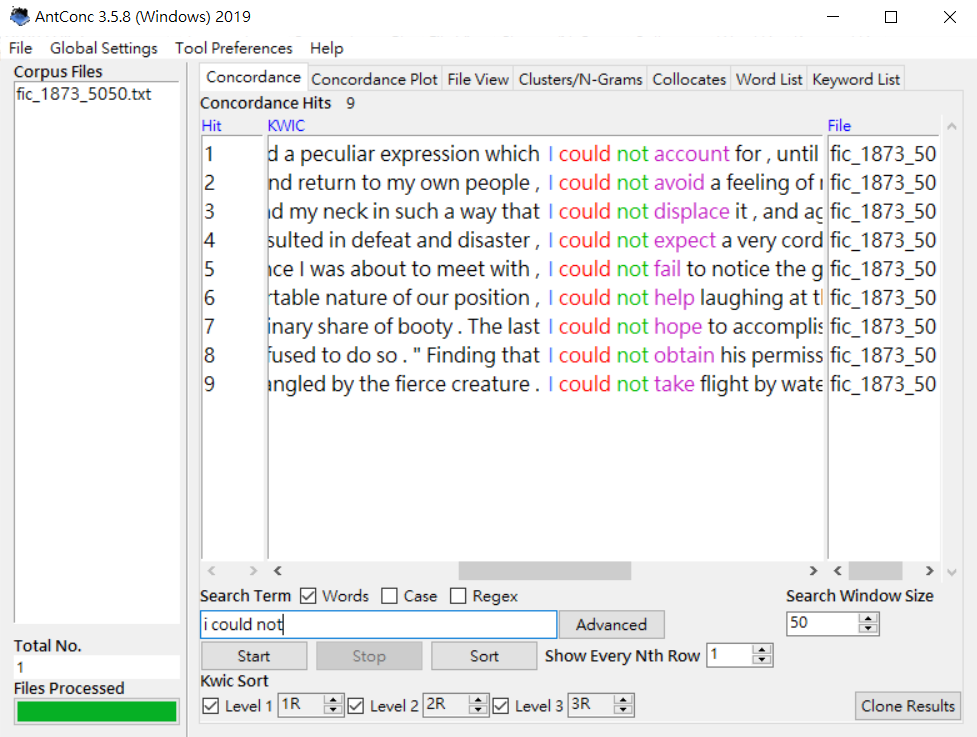 AntConc 3.5.8 (Windows) 2019
File Global Settings Tool Preferences Help
Corpus Files
fic_1873_5050.txt
Concordance Concordance Plot File View Clusters/N-Grams Collocates Word List Keyword List
Concordance Hits 9
Hit KWIC File
1 d a peculiar expression which I could not account for , until fic_1873_50
2 nd return to my own people , I could not avoid a feeling of fic_1873_50
3 d my neck in such a way that I could not displace it , and ag fic_1873_50
4 sulted in defeat and disaster , I could not expect a very cord fic_1873_50
5 nce I was about to meet with , I could not fail to notice the g fic_1873_50
6 rtable nature of our position , I could not help laughing at tl fic_1873_50
7 inary share of booty . The last I could not hope to accomplis fic_1873_50
8 fused to do so . " Finding that I could not obtain his permiss fic_1873_50
9 angled by the fierce creature . I could not take flight by wate fic_1873_50
Search Term Words Case Regex Search Window Size
i could not Advanced 50
Start Stop Sort Show Every Nth Row 1
Kwic Sort
Level 1 1R Level 2 2R Level 3 3R Clone Results
Total No.
1
Files Processed